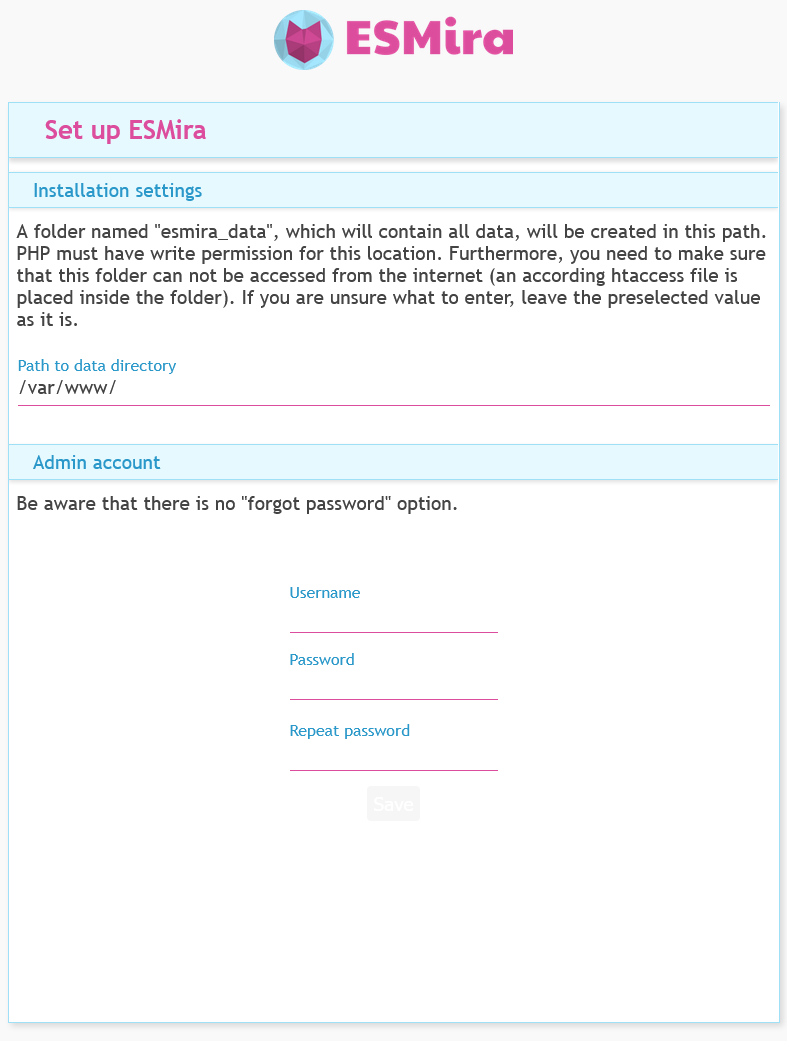 ESMira
Set up ESMira
Installation settings
A folder named "esmira_data", which will contain all data, will be created in this path.
PHP must have write permission for this location. Furthermore, you need to make sure
that this folder can not be accessed from the internet (an according htaccess file is
placed inside the folder). If you are unsure what to enter, leave the preselected value
as it is.
Path to data directory
/var/www/
Admin account
Be aware that there is no "forgot password" option.
Username
Password
Repeat password
Save